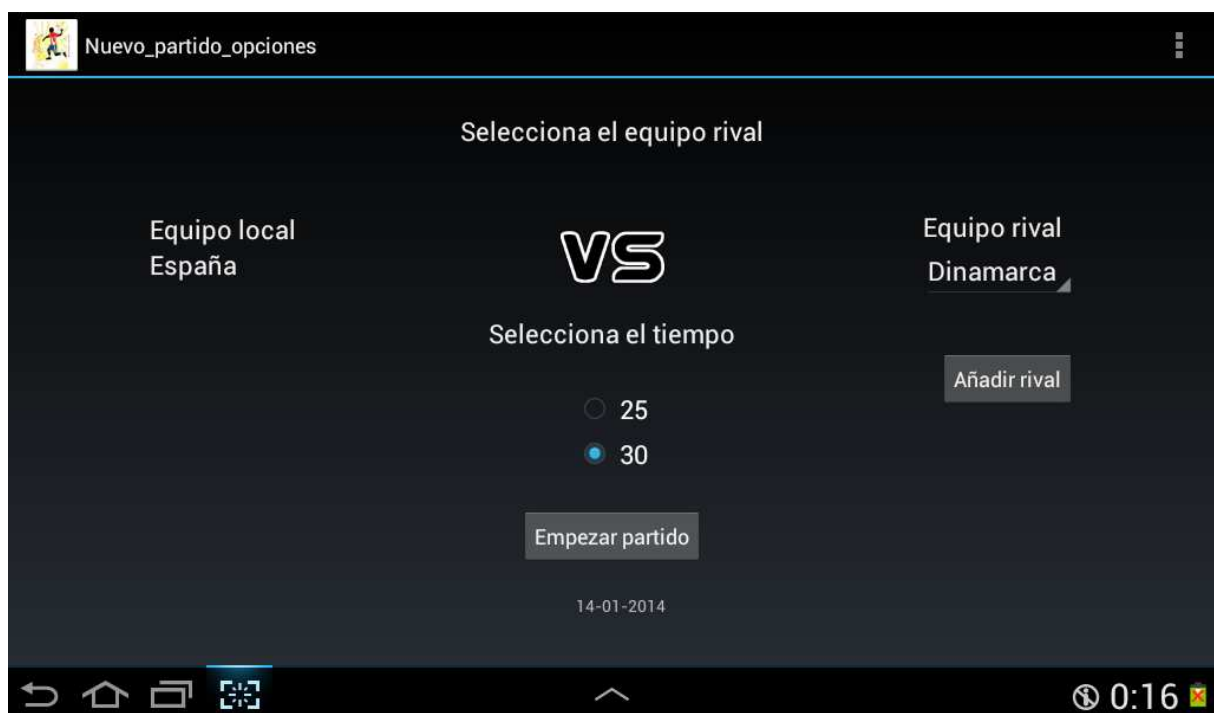 Nuevo_partido_opciones
Selecciona el equipo rival
Equipo local
España
VS
Equipo rival
Dinamarca
Selecciona el tiempo
Añadir rival
25
30
Empezar partido
14-01-2014
0:16